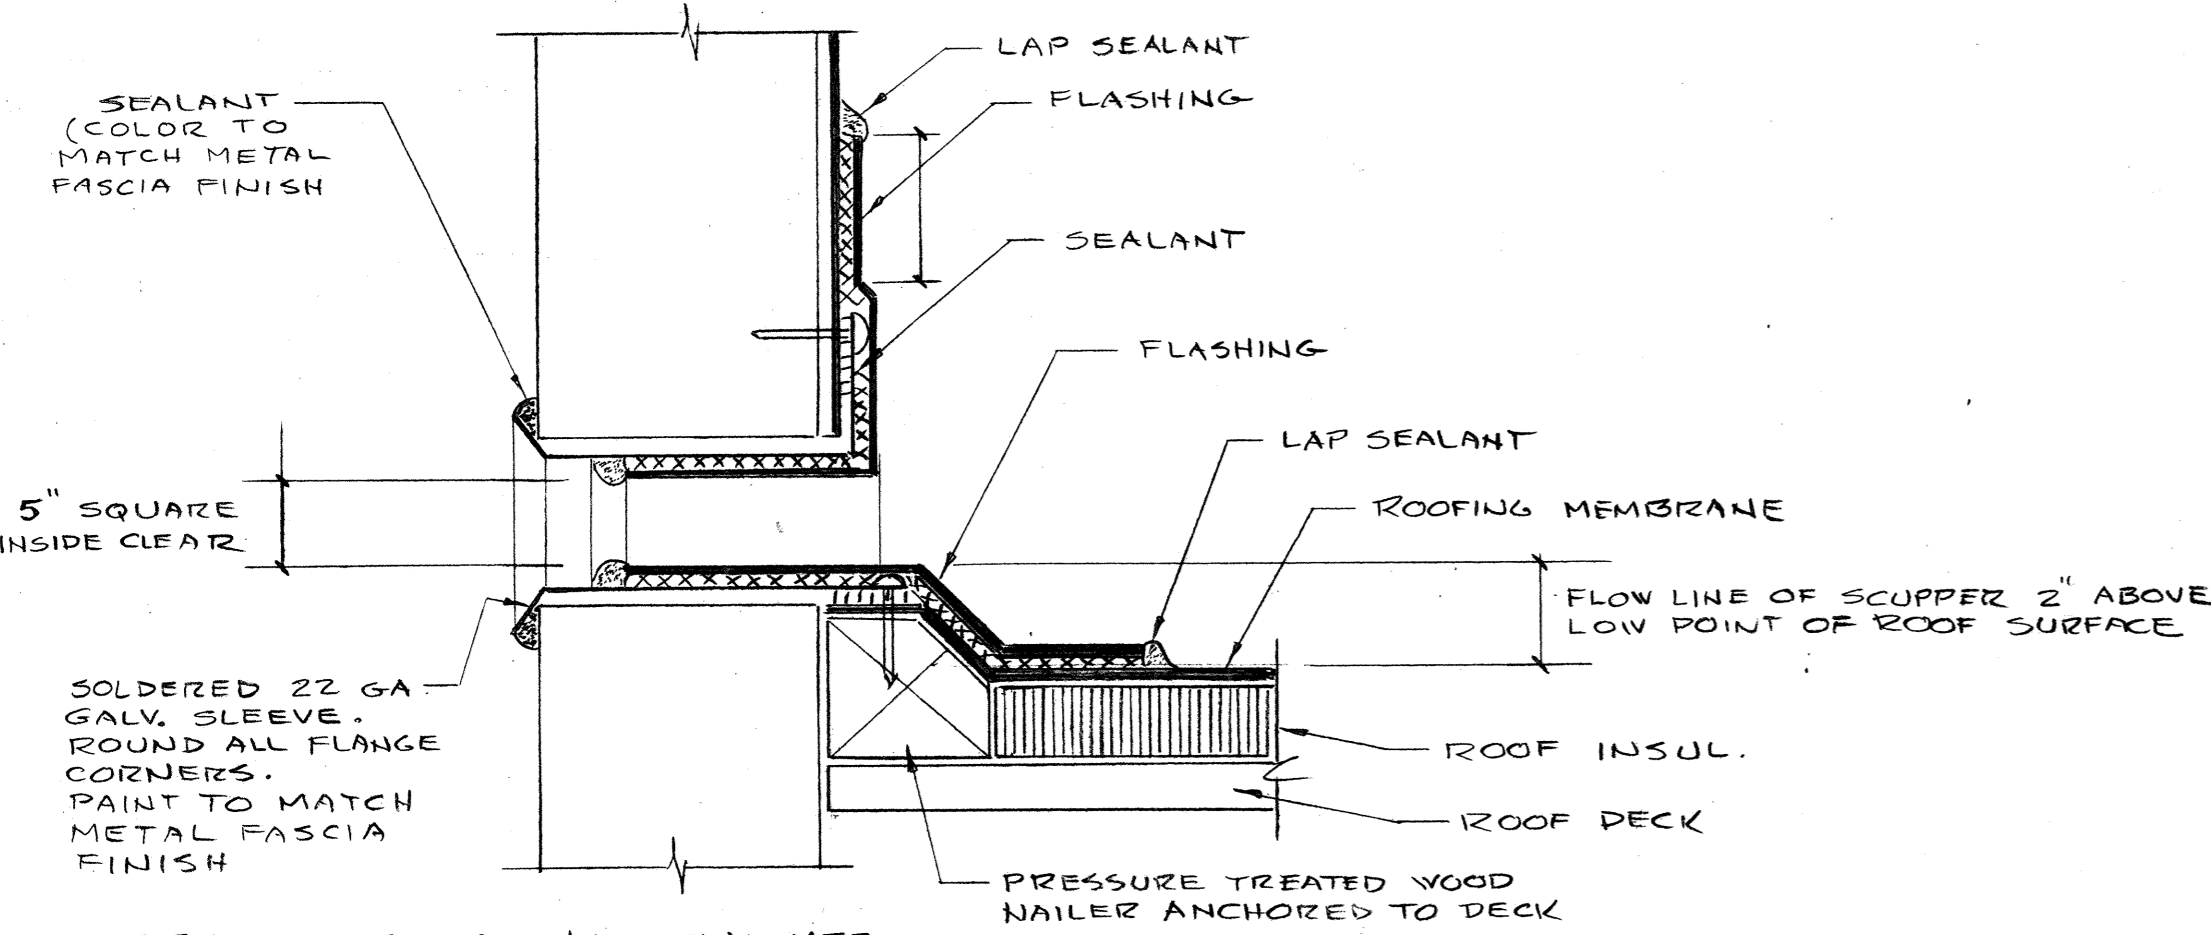 LAP SEALANT
FLASHING
SEALANT
(COLOR TO
MATCH METAL
FASCIA FINISH
SEALANT
FLASHING
LAP SEALANT
ROOFING MEMBRANE
5" SQUARE
INSIDE CLEAR
FLOW LINE OF SCUPPER 2" ABOVE
LOW POINT OF ROOF SURFACE
SOLDERED 22 GA
GALV. SLEEVE.
ROUND ALL FLANGE
CORNERS.
PAINT TO MATCH
METAL FASCIA
FINISH
ROOF INSUL.
ROOF DECK
PRESSURE TREATED WOOD
NAILER ANCHORED TO DECK